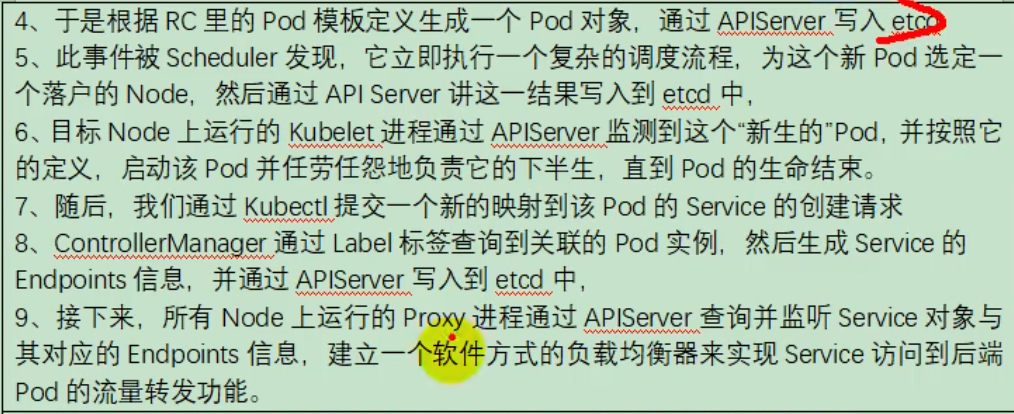 4、于是根据 RC 里的 Pod 模板定义生成一个 Pod 对象，通过 APIServer 写入 etcd
5、此事件被 Scheduler 发现，它立即执行一个复杂的调度流程，为这个新 Pod 选定一
个落户的 Node，然后通过 API Server 讲这一结果写入到 etcd 中，
6、目标 Node 上运行的 Kubelet 进程通过 APIServer 监测到这个“新生的”Pod，并按照它
的定义，启动该 Pod 并任劳任怨地负责它的下半生，直到 Pod 的生命结束。
7、随后，我们通过 Kubectl 提交一个新的映射到该 Pod 的 Service 的创建请求
8、ControllerManager 通过 Label 标签查询到关联的 Pod 实例，然后生成 Service 的
Endpoints 信息，并通过 APIServer 写入到 etcd 中，
9、接下来，所有 Node 上运行的 Proxy 进程通过 APIServer 查询并监听 Service 对象与
其对应的 Endpoints 信息，建立一个软件方式的负载均衡器来实现 Service 访问到后端
Pod 的流量转发功能。